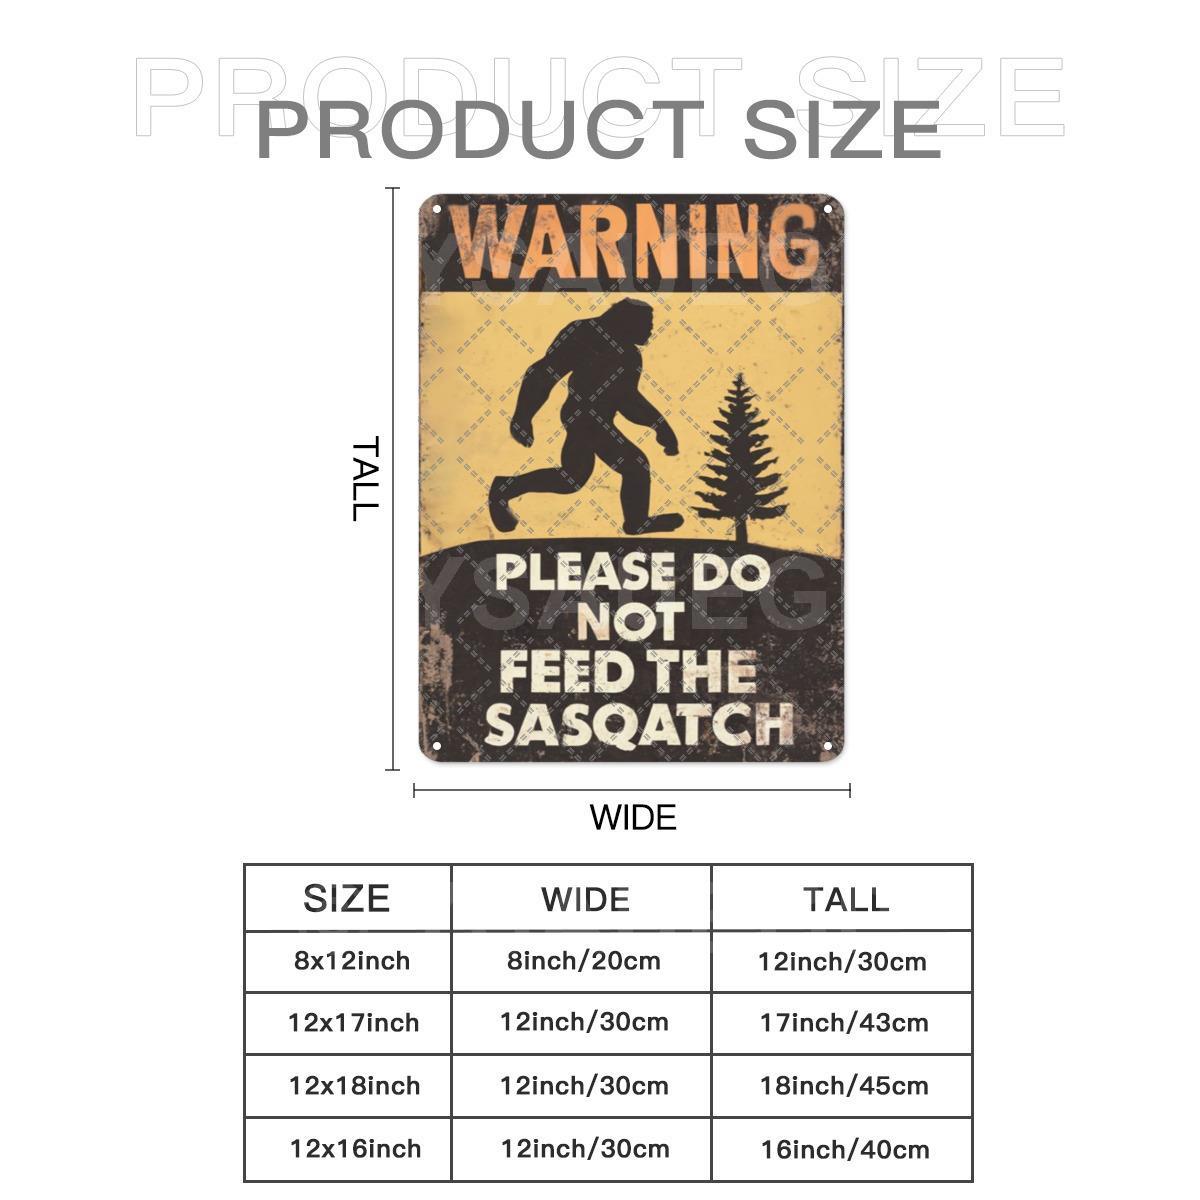 PRODUCT SIZE
PRODUCT SIZE
WARNING
PLEASE DO
NOT
FEED THE
SASQATCH
TALL
WIDE
SIZE WIDE TALL
8x12inch 8inch/20cm 12inch/30cm
12x17inch 12inch/30cm 17inch/43cm
12x18inch 12inch/30cm 18inch/45cm
12x16inch 12inch/30cm 16inch/40cm